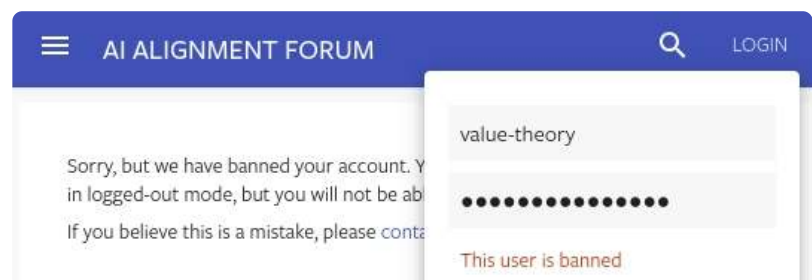 AI ALIGNMENT FORUM
LOGIN
value-theory
Sorry, but we have banned your account. Y
in logged-out mode, but you will not be ab
If you believe this is a mistake, please conta
••••••••••••••••
This user is banned